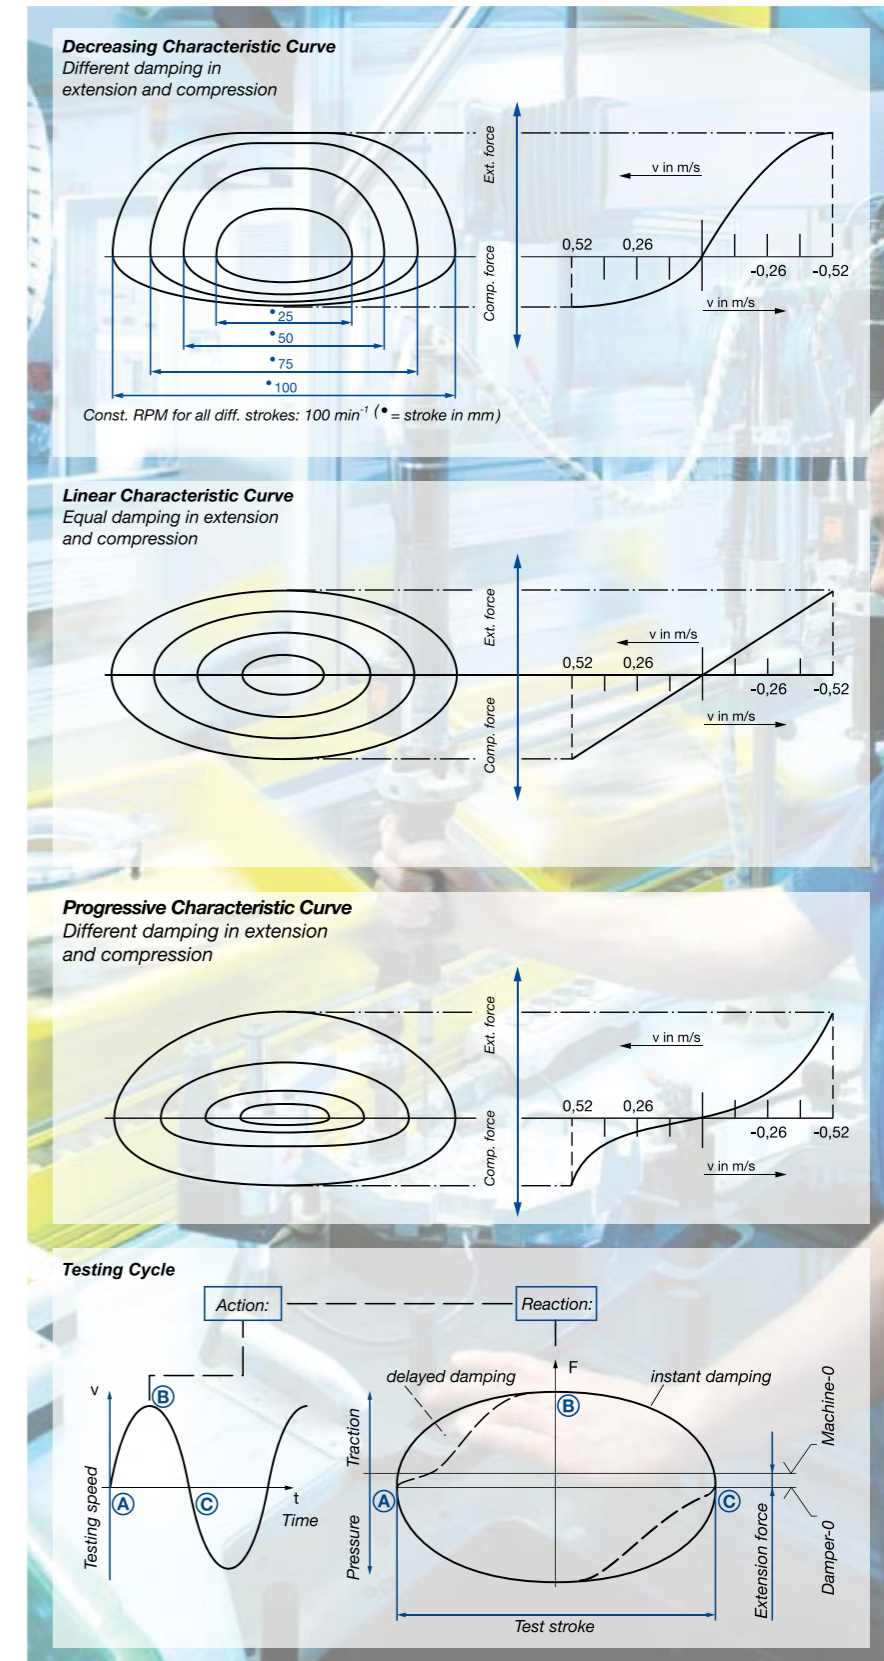 Decreasing Characteristic Curve
Different damping in
extension and compression
Ext. force
Comp. force
v in m/s
0,52 0,26
-0,26 -0,52
v in m/s
•25
•50
•75
•100
Const. RPM for all diff. strokes: 100 min⁻¹ (• = stroke in mm)
Linear Characteristic Curve
Equal damping in extension
and compression
Ext. force
Comp. force
v in m/s
0,52 0,26
-0,26 -0,52
v in m/s
Progressive Characteristic Curve
Different damping in extension
and compression
Ext. force
Comp. force
v in m/s
0,52 0,26
-0,26 -0,52
v in m/s
Testing Cycle
Action: Reaction:
v
B
A
C
t
Time
Testing speed
delayed damping
F
instant damping
B
A
C
Traction
Pressure
Machine-0
Damper-0
Extension force
Test stroke